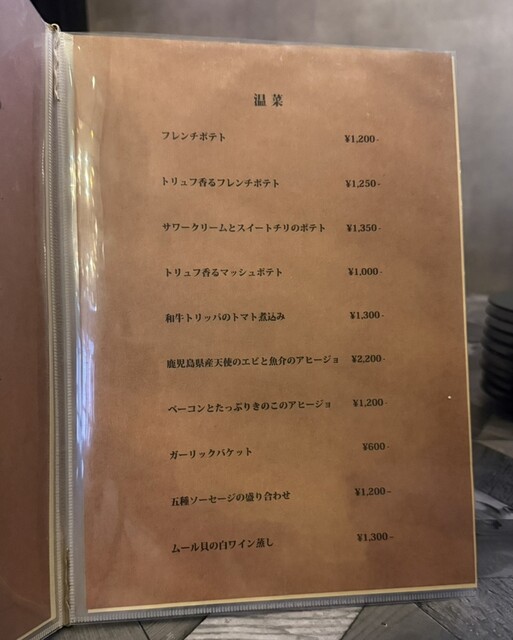 温菜
フレンチポテト ¥1,200-
トリュフ香るフレンチポテト ¥1,250-
サワークリームとスイートチリのポテト ¥1,350-
トリュフ香るマッシュポテト ¥1,000-
和牛トリッパのトマト煮込み ¥1,300-
鹿児島県産天使のエビと魚介のアヒージョ ¥2,200-
ベーコンとたっぷりきのこのアヒージョ ¥1,200-
ガーリックバケット ¥600-
五種ソーセージの盛り合わせ ¥1,200-
ムール貝の白ワイン蒸し ¥1,300-